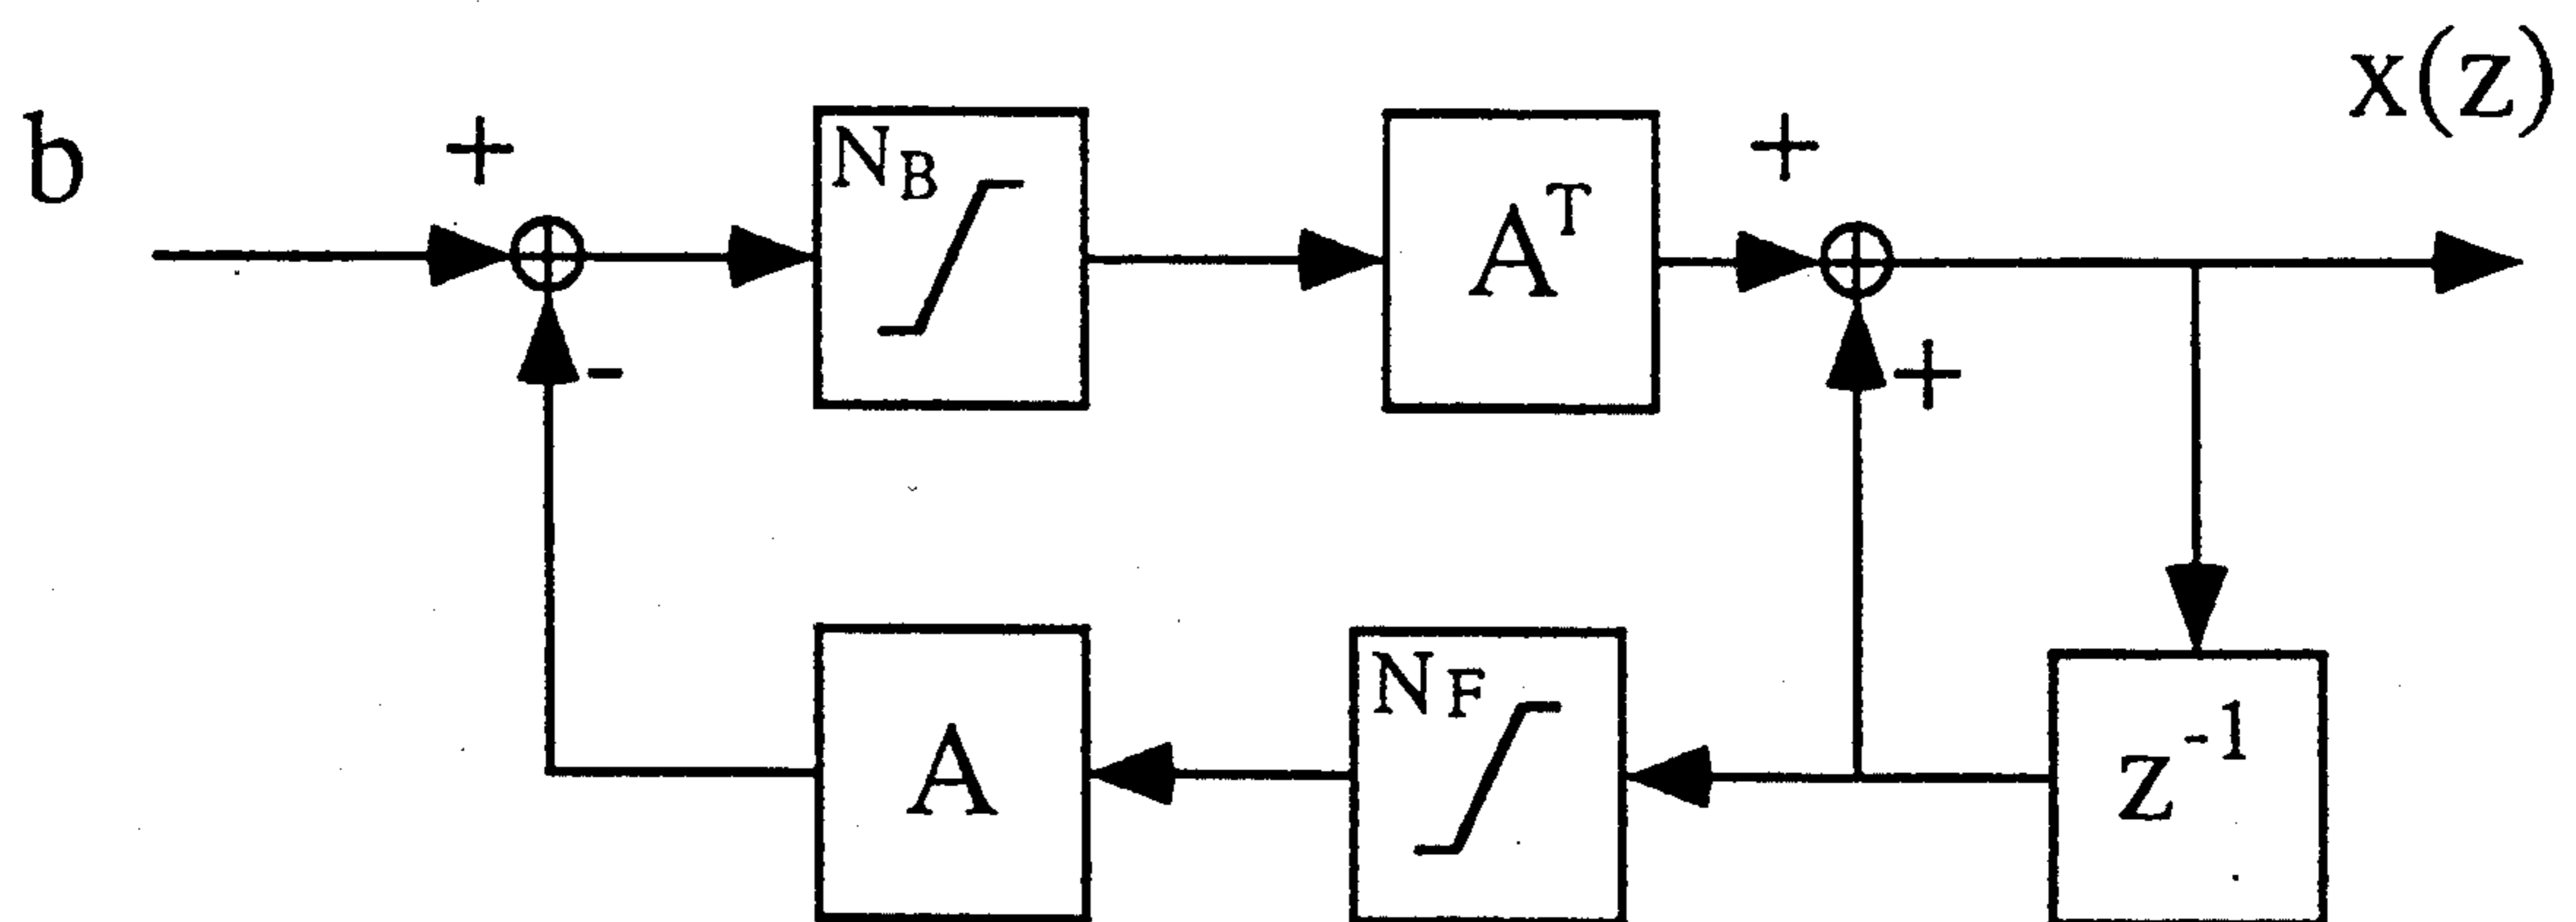 b
+
N_B
A^T
+
x(z)
-
+
A
N_F
z^-1